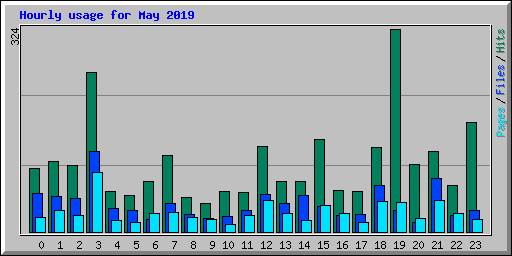 Hourly usage for May 2019
324
Pages / Files / Hits
0 1 2 3 4 5 6 7 8 9 10 11 12 13 14 15 16 17 18 19 20 21 22 23